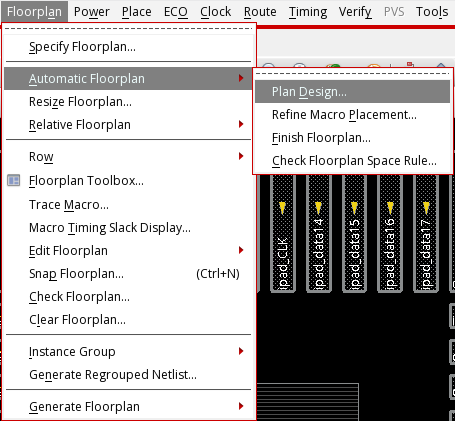 Floorplan Power Place ECO Clock Route Timing Verify PVS Tools
Specify Floorplan...
Automatic Floorplan
Resize Floorplan...
Relative Floorplan
Row
Floorplan Toolbox...
Trace Macro...
Macro Timing Slack Display...
Edit Floorplan
Snap Floorplan... (Ctrl+N)
Check Floorplan...
Clear Floorplan...
Instance Group
Generate Regrouped Netlist...
Generate Floorplan
Plan Design...
Refine Macro Placement...
Finish Floorplan...
Check Floorplan Space Rule...
ipad_CLK
ipad_data14
ipad_data15
ipad_data16
ipad_data17